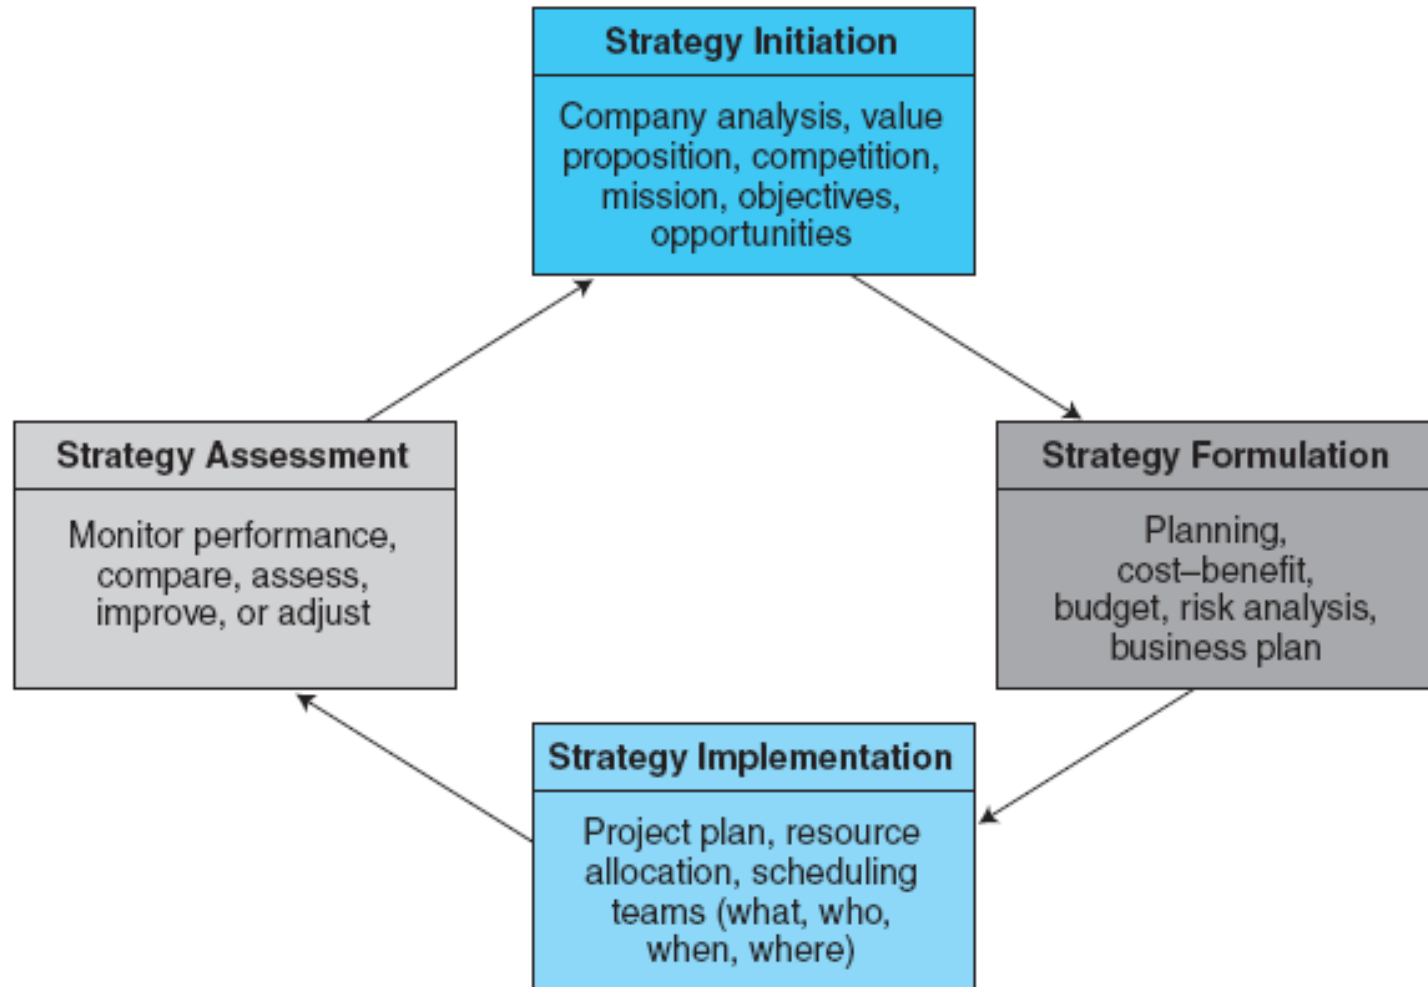 Strategy Initiation
Company analysis, value
proposition, competition,
mission, objectives,
opportunities
Strategy Assessment
Monitor performance,
compare, assess,
improve, or adjust
Strategy Formulation
Planning,
cost–benefit,
budget, risk analysis,
business plan
Strategy Implementation
Project plan, resource
allocation, scheduling
teams (what, who,
when, where)